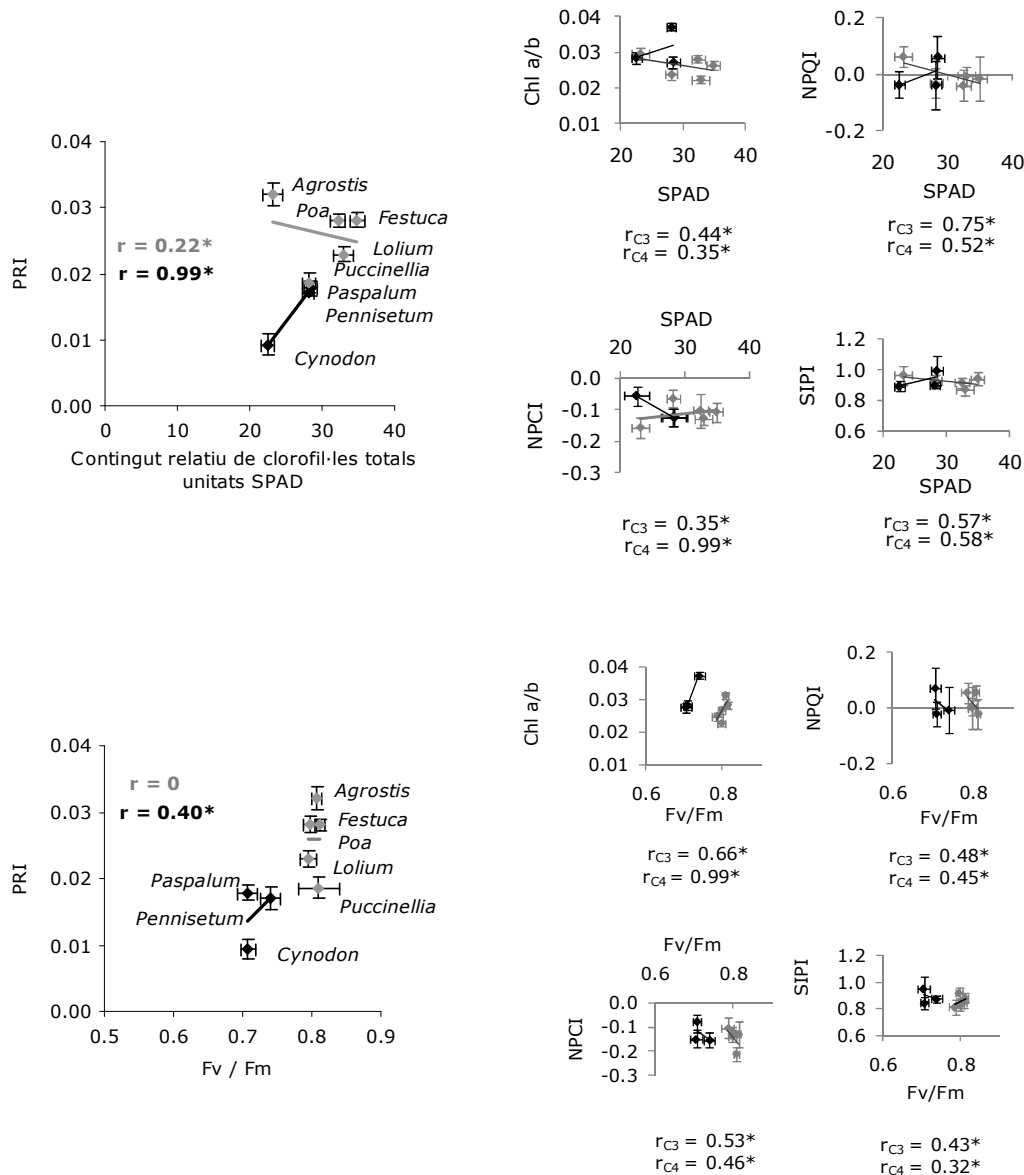 0.04
0.03
0.02
0.01
0.00
PRI
r = 0.22*
r = 0.99*
Agrostis
Poa
Festuca
Lolium
Puccinellia
Paspalum
Pennisetum
Cynodon
0 10 20 30 40
Contingut relatiu de clorofil·les totals
unitats SPAD
0.04
0.03
0.02
0.01
Chl a/b
20 30 40
SPAD
rC3 = 0.44*
rC4 = 0.35*
0.2
0.0
-0.2
NPQI
20 30 40
SPAD
rC3 = 0.75*
rC4 = 0.52*
SPAD
20 30 40
0.0
-0.1
-0.2
-0.3
NPCI
rC3 = 0.35*
rC4 = 0.99*
1.2
1.0
0.8
0.6
SIPI
20 30 40
SPAD
rC3 = 0.57*
rC4 = 0.58*
0.04
0.03
0.02
0.01
0.00
PRI
r = 0
r = 0.40*
Agrostis
Festuca
Poa
Lolium
Puccinellia
Paspalum
Pennisetum
Cynodon
0.5 0.6 0.7 0.8 0.9
Fv / Fm
0.04
0.03
0.02
0.01
Chl a/b
0.6 0.8
Fv/Fm
rC3 = 0.66*
rC4 = 0.99*
0.2
0.0
-0.2
NPQI
0.6 0.8
Fv/Fm
rC3 = 0.48*
rC4 = 0.45*
Fv/Fm
0.6 0.8
0.0
-0.1
-0.2
-0.3
NPCI
rC3 = 0.53*
rC4 = 0.46*
1.2
1.0
0.8
0.6
SIPI
0.6 0.8
Fv/Fm
rC3 = 0.43*
rC4 = 0.32*